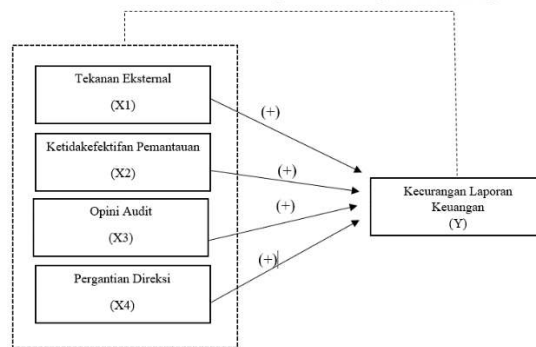 Tekanan Eksternal
(X1)
(+)
Ketidakefektifan Pemantauan
(X2)
(+)
Opini Audit
(X3)
(+)
Pergantian Direksi
(X4)
(+)
Kecurangan Laporan
Keuangan
(Y)